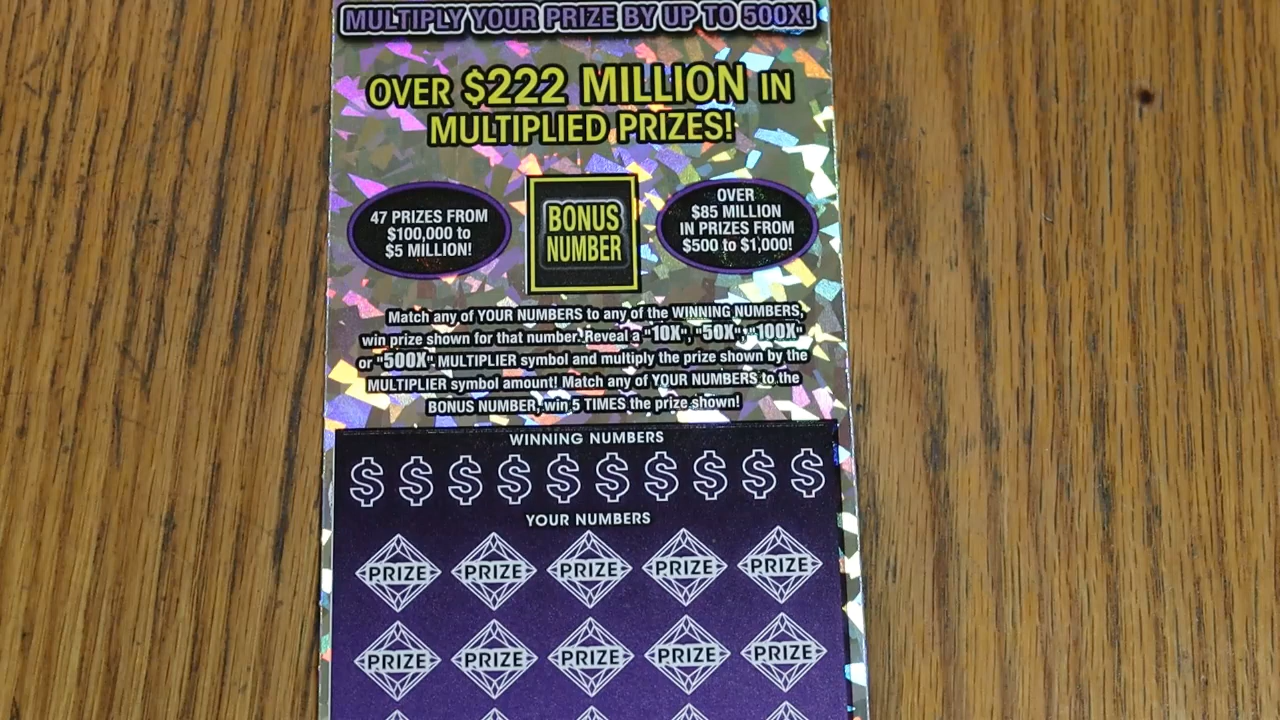 MULTIPLY YOUR PRIZE BY UP TO 500X!
OVER $222 MILLION IN
MULTIPLIED PRIZES!
47 PRIZES FROM
$100,000 to
$5 MILLION!
BONUS
NUMBER
OVER
$85 MILLION
IN PRIZES FROM
$500 to $1,000!
Match any of YOUR NUMBERS to any of the WINNING NUMBERS,
win prize shown for that number. Reveal a "10X", "50X", "100X"
or "500X" MULTIPLIER symbol and multiply the prize shown by the
MULTIPLIER symbol amount! Match any of YOUR NUMBERS to the
BONUS NUMBER, win 5 TIMES the prize shown!
WINNING NUMBERS
$ $ $ $ $ $ $ $ $ $
YOUR NUMBERS
PRIZE PRIZE PRIZE PRIZE PRIZE
PRIZE PRIZE PRIZE PRIZE PRIZE